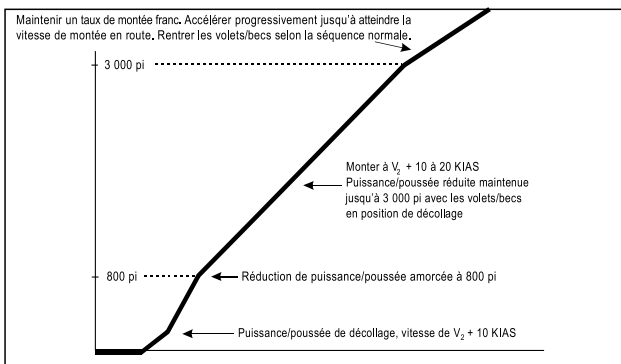 Maintenir un taux de montée franc. Accélérer progressivement jusqu'à atteindre la
vitesse de montée en route. Rentrer les volets/becs selon la séquence normale.
3 000 pi
Monter à V2 + 10 à 20 KIAS
Puissance/poussée réduite maintenue
jusqu'à 3 000 pi avec les volets/becs
en position de décollage
800 pi
Réduction de puissance/poussée amorcée à 800 pi
Puissance/poussée de décollage, vitesse de V2 + 10 KIAS